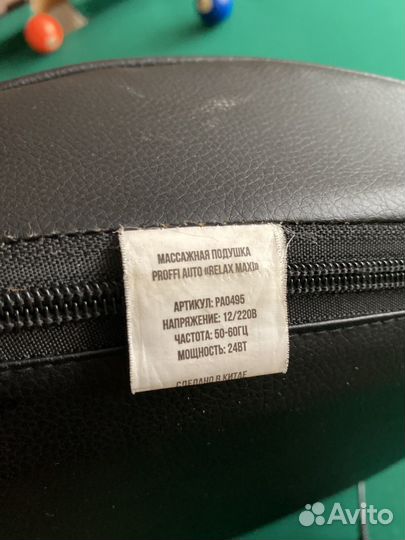 МАССАЖНАЯ ПОДУШКА
PROFFI AUTO «RELAX MAXI»
АРТИКУЛ: PA0495
НАПРЯЖЕНИЕ: 12/220В
ЧАСТОТА: 50-60ГЦ
МОЩНОСТЬ: 24ВТ
СДЕЛАНО В КИТАЕ
Avito